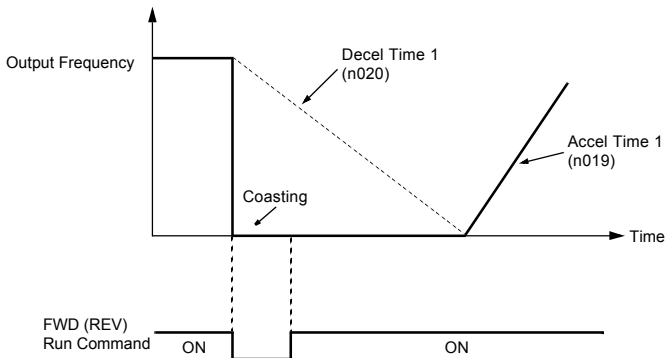 Output Frequency
Decel Time 1
(n020)
Accel Time 1
(n019)
Coasting
Time
FWD (REV)
Run Command
ON
ON